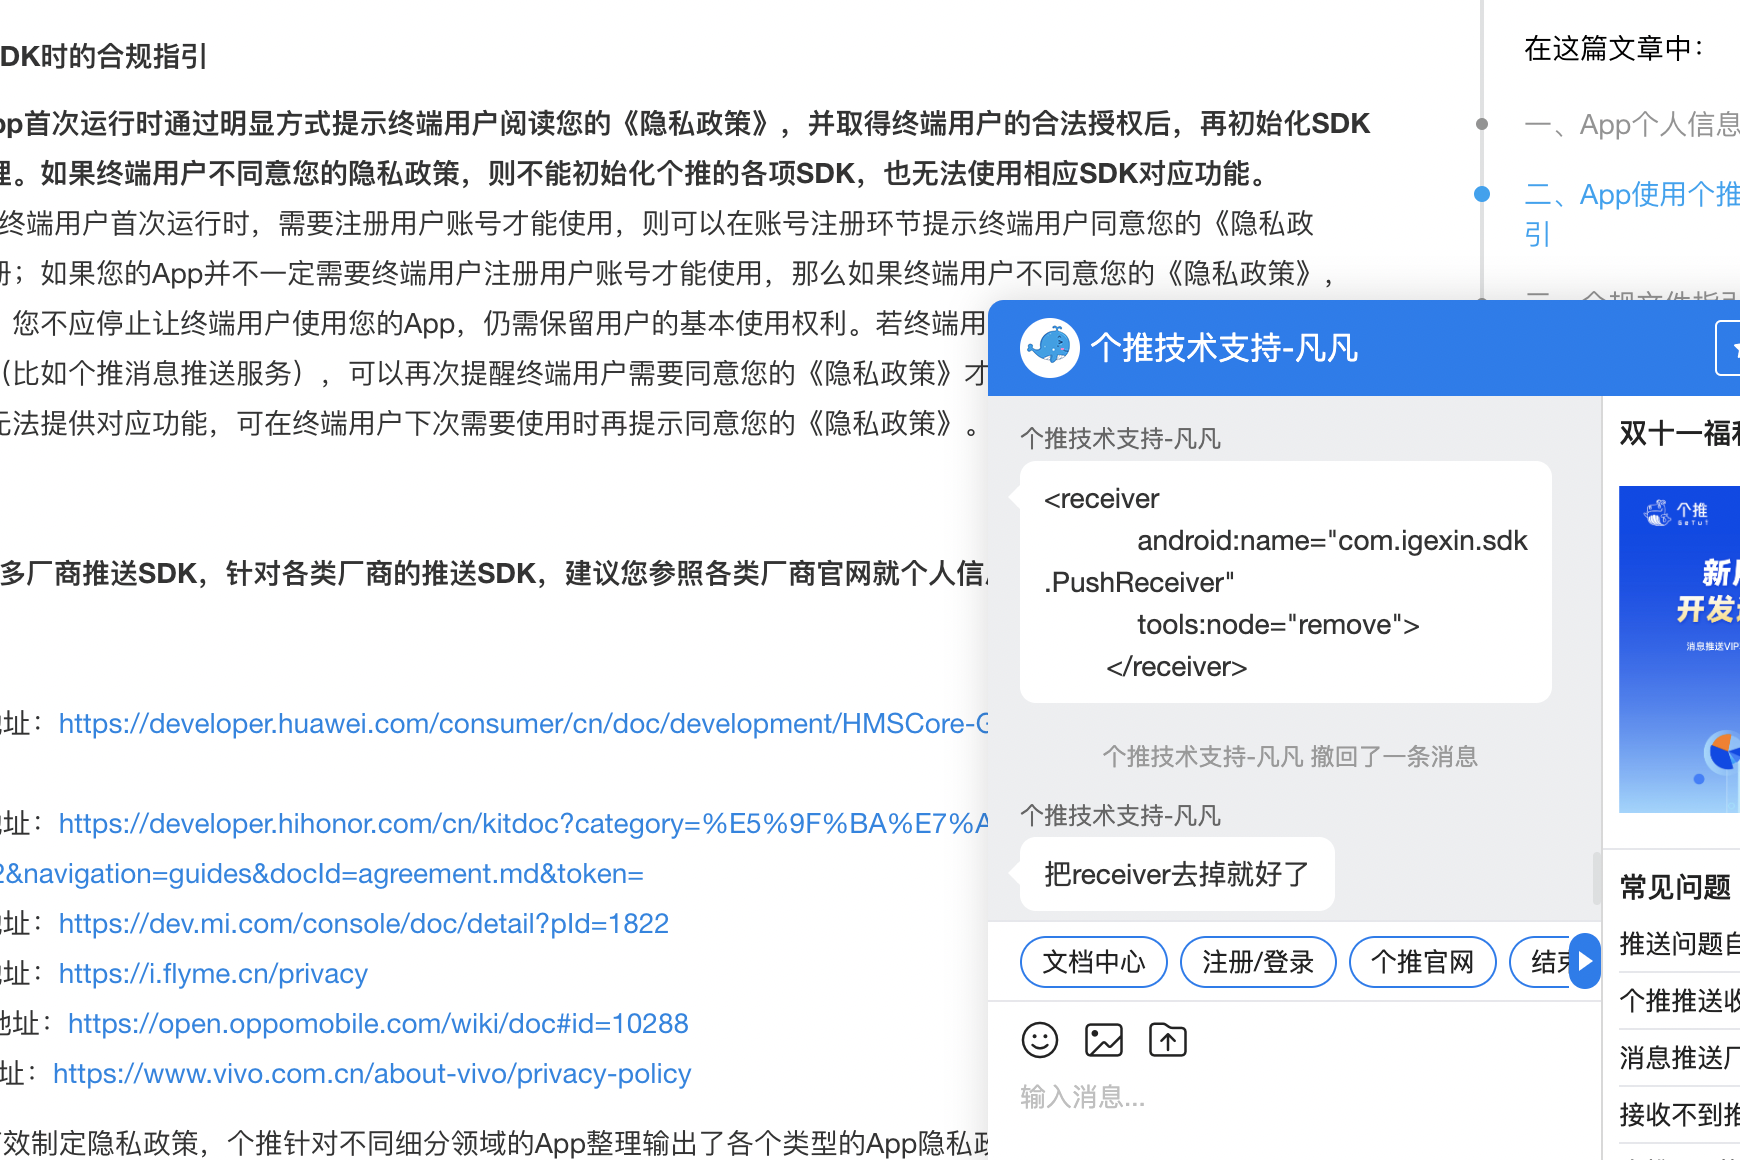 DK时的合规指引
pp首次运行时通过明显方式提示终端用户阅读您的《隐私政策》，并取得终端用户的合法授权后，再初始化SDK
理。如果终端用户不同意您的隐私政策，则不能初始化个推的各项SDK，也无法使用相应SDK对应功能。
终端用户首次运行时，需要注册用户账号才能使用，则可以在账号注册环节提示终端用户同意您的《隐私政
册；如果您的App并不一定需要终端用户注册用户账号才能使用，那么如果终端用户不同意您的《隐私政策》，
您不应停止让终端用户使用您的App，仍需保留用户的基本使用权利。若终端用
（比如个推消息推送服务），可以再次提醒终端用户需要同意您的《隐私政策》才
无法提供对应功能，可在终端用户下次需要使用时再提示同意您的《隐私政策》。
多厂商推送SDK，针对各类厂商的推送SDK，建议您参照各类厂商官网就个人信
址：https://developer.huawei.com/consumer/cn/doc/development/HMSCore-G
址：https://developer.hihonor.com/cn/kitdoc?category=%E5%9F%BA%E7%A
2&navigation=guides&docId=agreement.md&token=
址：https://dev.mi.com/console/doc/detail?pId=1822
址：https://i.flyme.cn/privacy
地址：https://open.oppomobile.com/wiki/doc#id=10288
址：https://www.vivo.com.cn/about-vivo/privacy-policy
效制定隐私政策，个推针对不同细分领域的App整理输出了各个类型的App隐私政
在这篇文章中：
一、App个人信息
二、App使用个推
引
三、合规文件指引
个推技术支持-凡凡
个推技术支持-凡凡
<receiver
android:name="com.igexin.sdk
.PushReceiver"
tools:node="remove">
</receiver>
个推技术支持-凡凡 撤回了一条消息
个推技术支持-凡凡
把receiver去掉就好了
文档中心
注册/登录
个推官网
结束
输入消息...
双十一福利
个推
GeTui
新用
开发
消息推送VIP
常见问题
推送问题自
个推推送收
消息推送厂
接收不到推